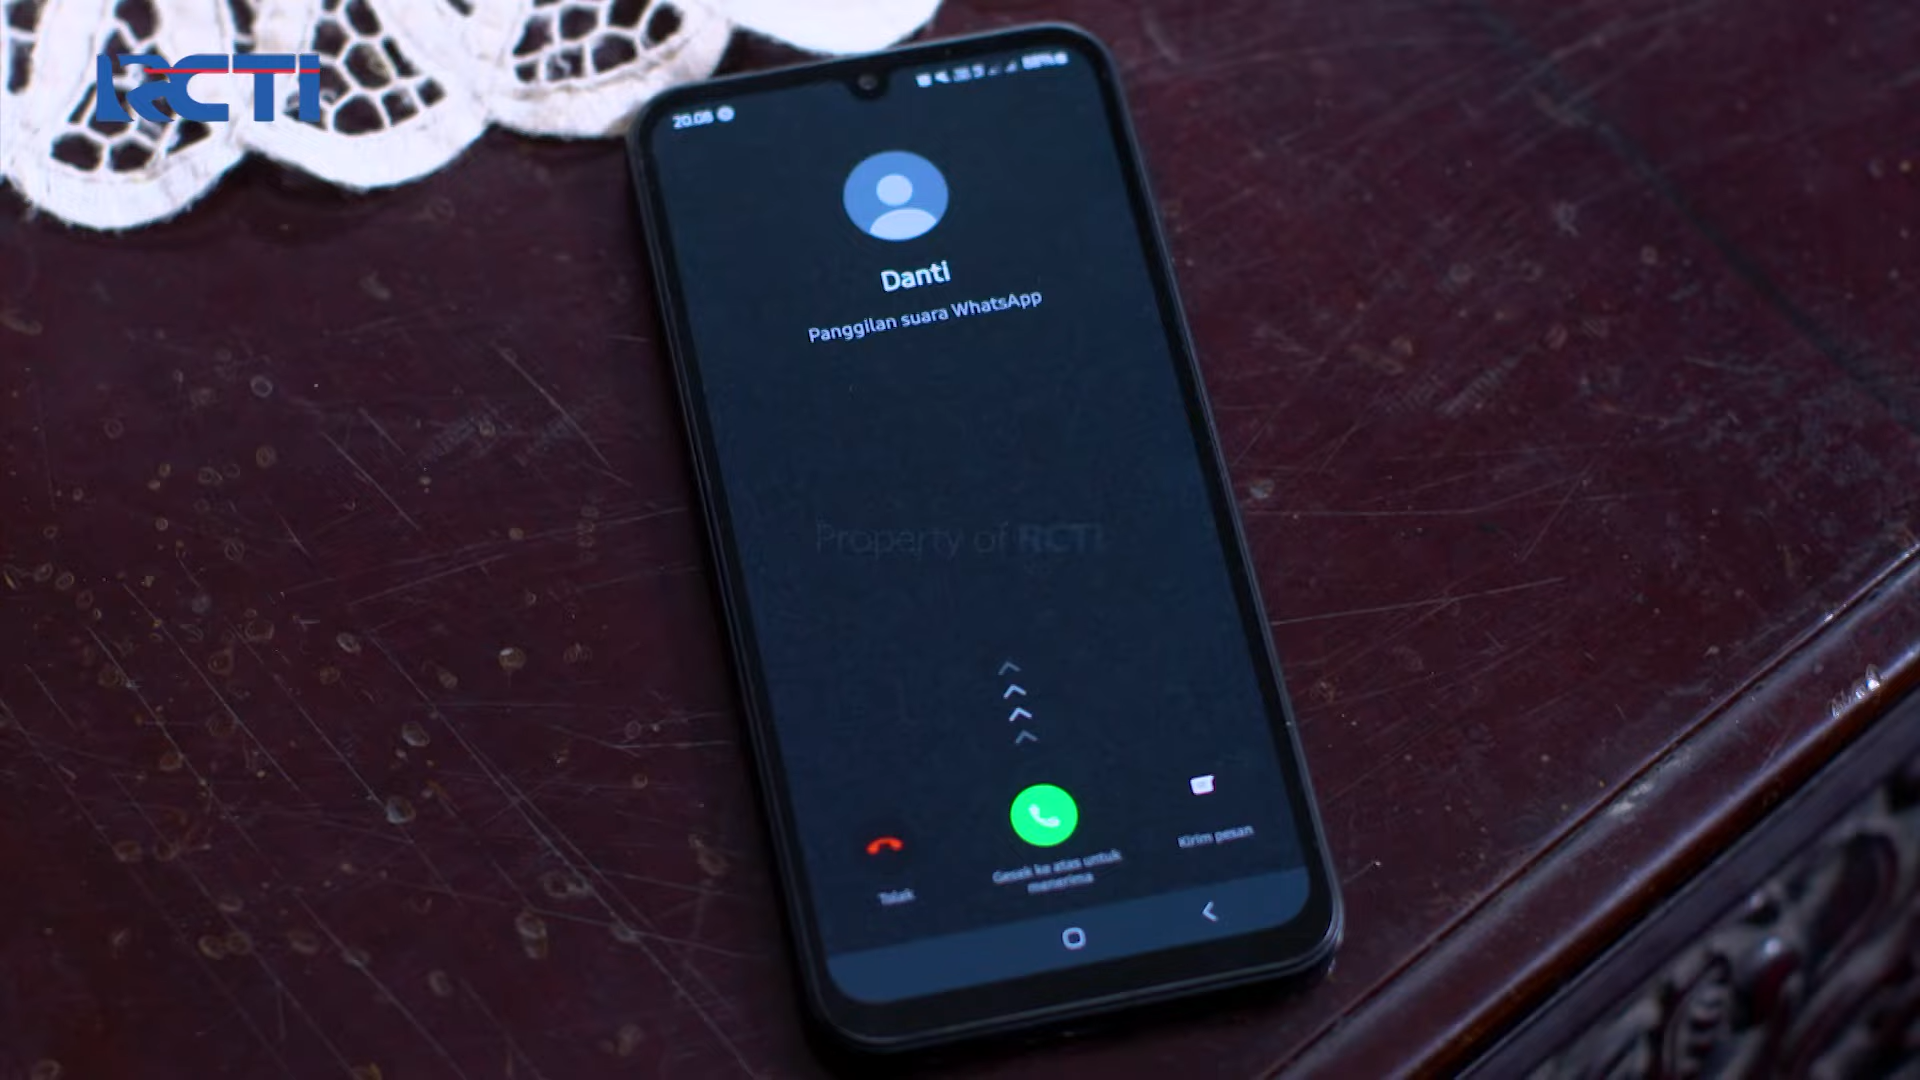 RCTI
20.08
Danti
Panggilan suara WhatsApp
Property of RCTI
Kirim pesan
Gesek ke atas untuk
menerima
Tolak